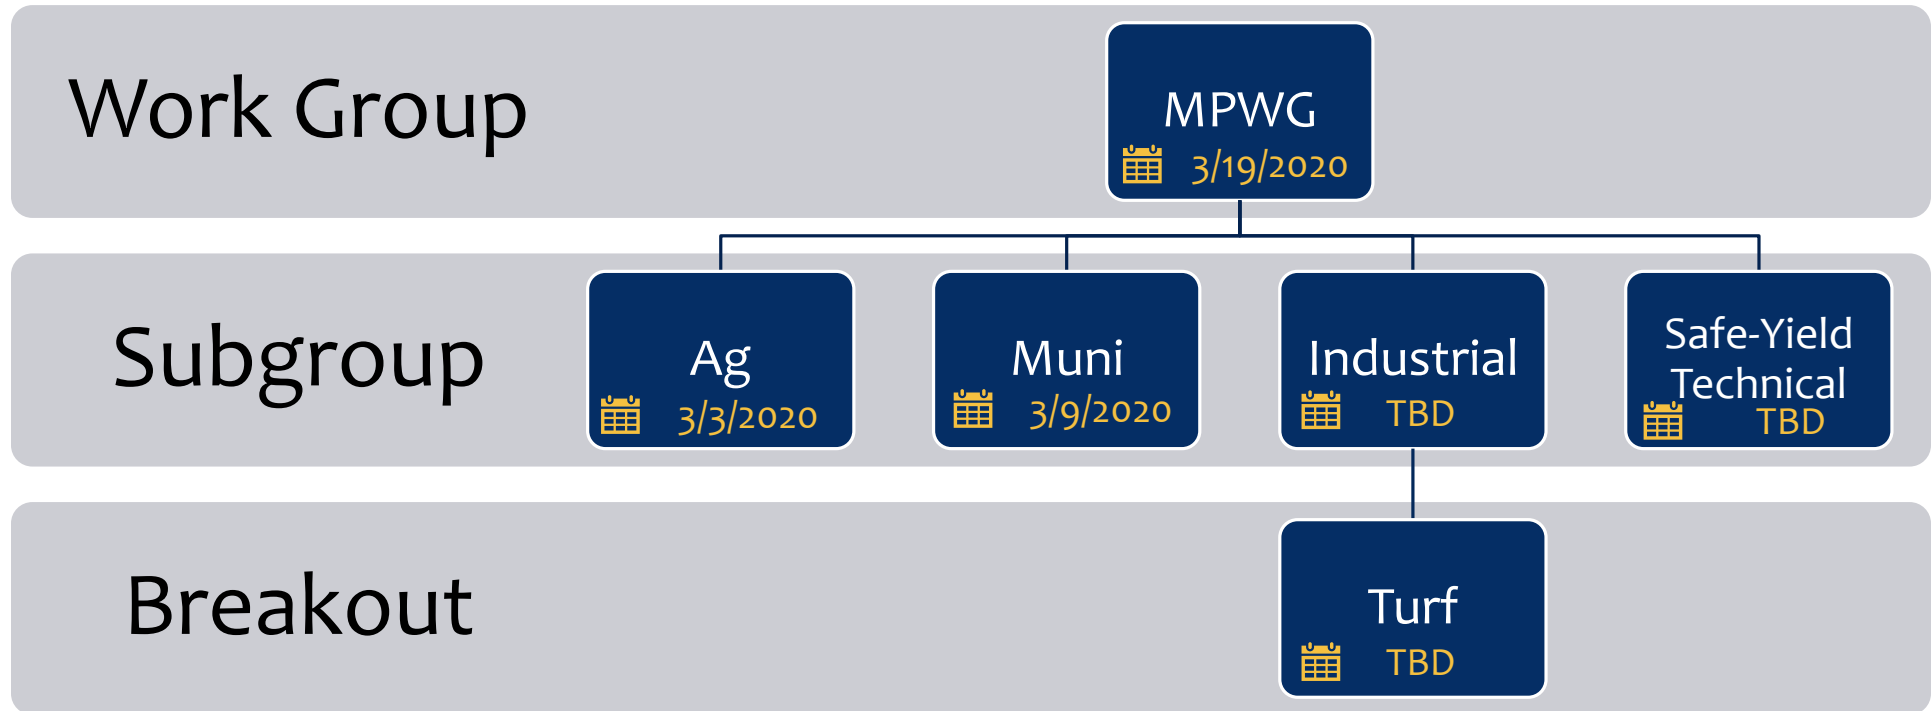 Work Group
MPWG
3/19/2020
Subgroup
Ag
3/3/2020
Muni
3/9/2020
Industrial
TBD
Safe-Yield
Technical
TBD
Breakout
Turf
TBD